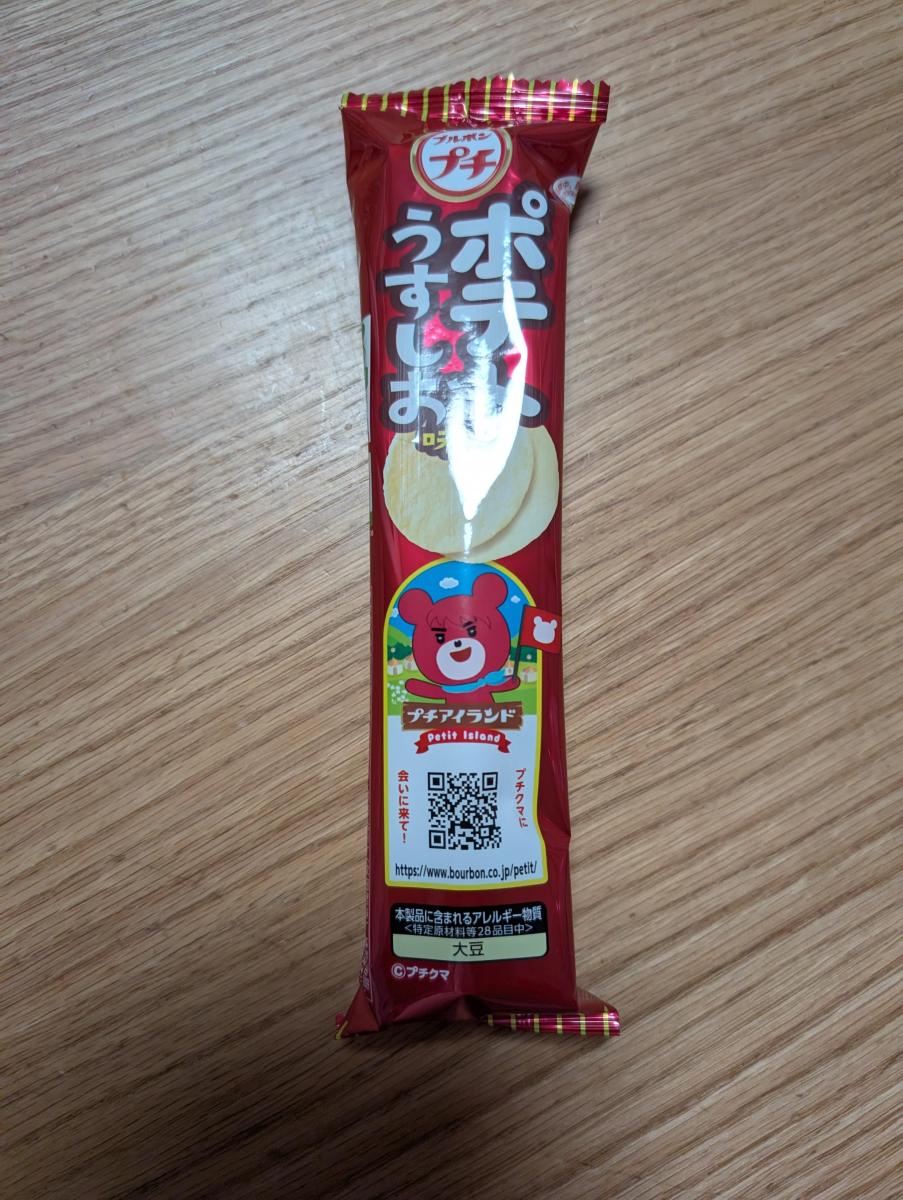 ブルボン
プチ
ポテト
うすしお
味
プチアイランド
Petit Island
プチクマに
会いに来て!
https://www.bourbon.co.jp/petit/
本製品に含まれるアレルギー物質
<特定原材料等28品目中>
大豆
©プチクマ